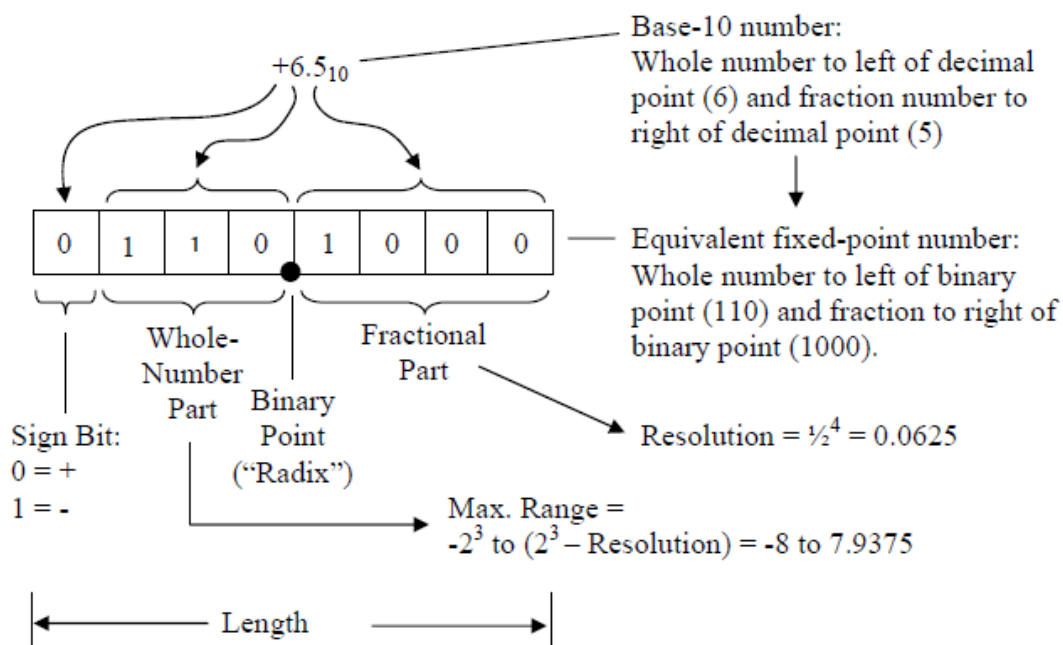 +6.5₁₀
Base-10 number:
Whole number to left of decimal
point (6) and fraction number to
right of decimal point (5)
0 1 1 0 1 0 0 0
Equivalent fixed-point number:
Whole number to left of binary
point (110) and fraction to right of
binary point (1000).
Whole-
Number
Part
Fractional
Part
Binary
Point
("Radix")
Sign Bit:
0 = +
1 = -
Resolution = ½⁴ = 0.0625
Max. Range =
-2³ to (2³ – Resolution) = -8 to 7.9375
Length